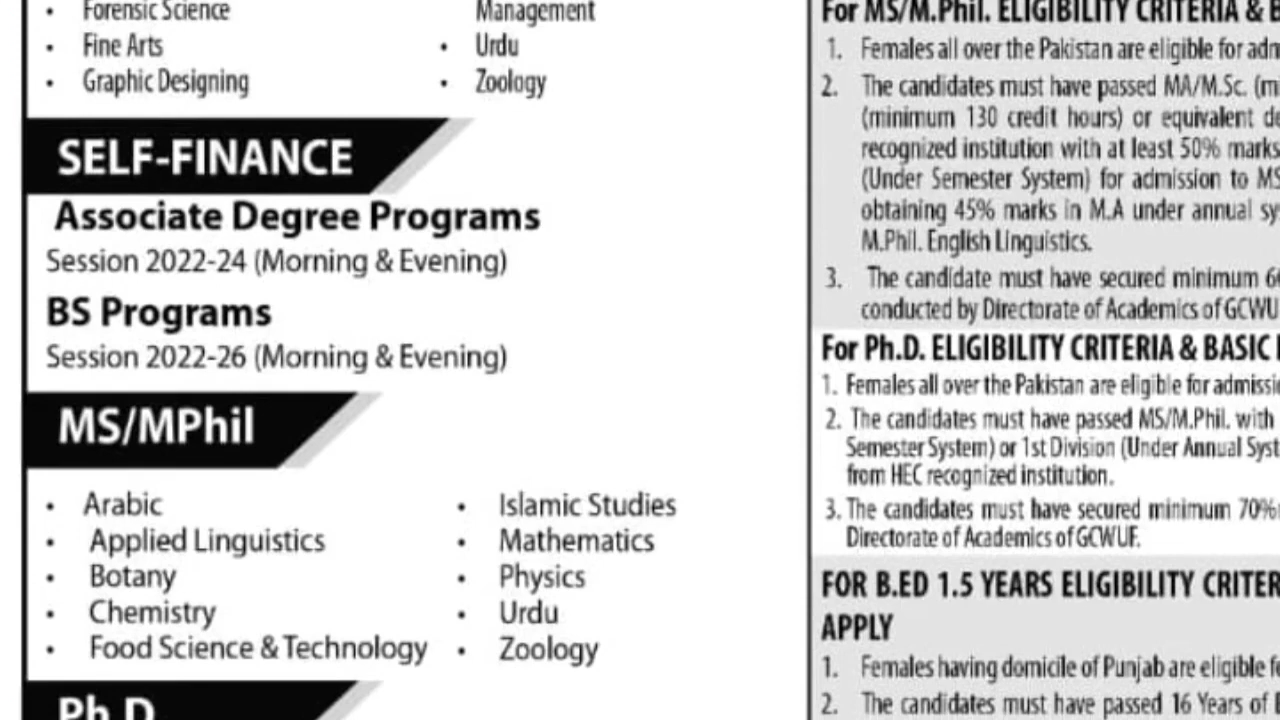 Forensic Science
Fine Arts
Graphic Designing
Management
Urdu
Zoology
SELF-FINANCE
Associate Degree Programs
Session 2022-24 (Morning & Evening)
BS Programs
Session 2022-26 (Morning & Evening)
MS/MPhil
Arabic
Applied Linguistics
Botany
Chemistry
Food Science & Technology
Islamic Studies
Mathematics
Physics
Urdu
Zoology
Ph.D
For MS/M.Phil. ELIGIBILITY CRITERIA &
1. Females all over the Pakistan are eligible for
2. The candidates must have passed MA/M.Sc.
(minimum 130 credit hours) or equivalent
recognized institution with at least 50% marks
(Under Semester System) for admission to MS
obtaining 45% marks in M.A under annual
M.Phil. English Linguistics.
3. The candidate must have secured minimum
conducted by Directorate of Academics of GCWU
For Ph.D. ELIGIBILITY CRITERIA & BASIC
1. Females all over the Pakistan are eligible for
2. The candidates must have passed MS/M.Phil. with
Semester System) or 1st Division (Under Annual
from HEC recognized institution.
3. The candidates must have secured minimum 70%
Directorate of Academics of GCWUF.
FOR B.ED 1.5 YEARS ELIGIBILITY
APPLY
1. Females having domicile of Punjab are eligible
2. The candidates must have passed 16 Years of